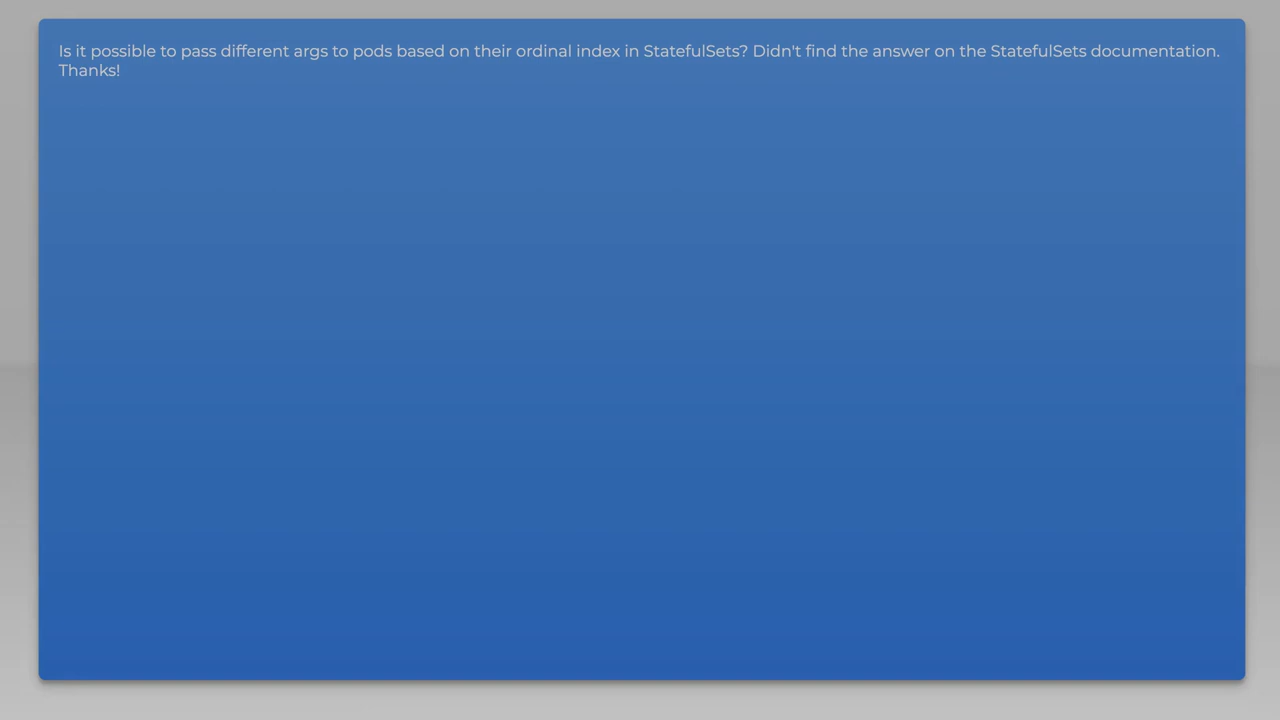 Is it possible to pass different args to pods based on their ordinal index in StatefulSets? Didn't find the answer on the StatefulSets documentation.
Thanks!